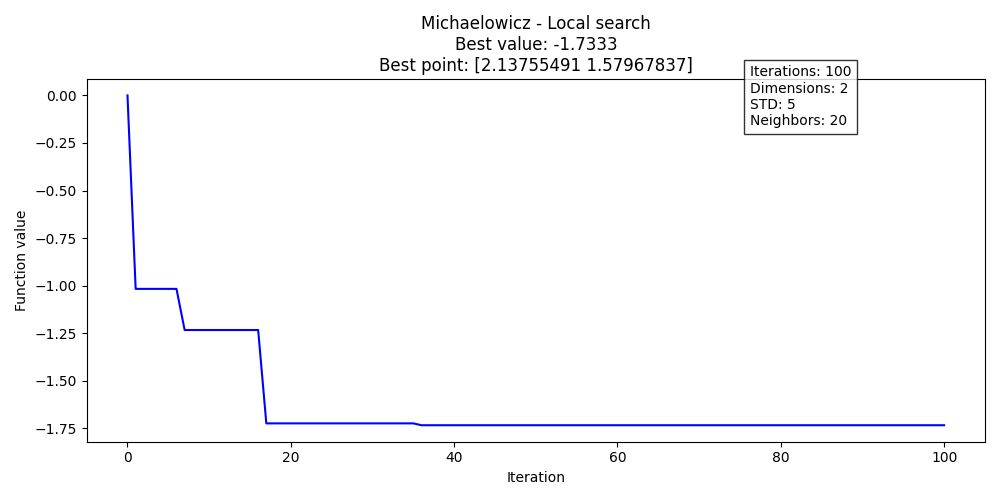 Michaelowicz - Local search
Best value: -1.7333
Best point: [2.13755491 1.57967837]
Iterations: 100
Dimensions: 2
STD: 5
Neighbors: 20
0.00
−0.25
−0.50
−0.75
−1.00
−1.25
−1.50
−1.75
Function value
0 20 40 60 80 100
Iteration